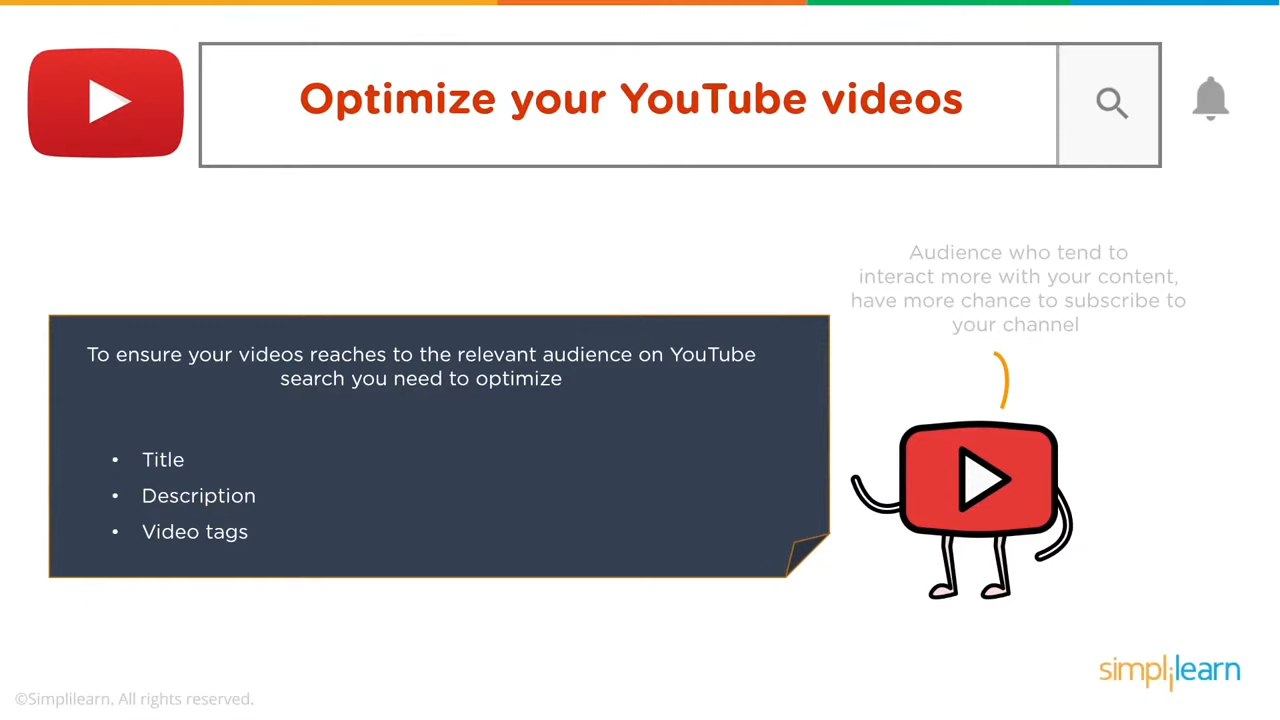 Optimize your YouTube videos
Audience who tend to
interact more with your content,
have more chance to subscribe to
your channel
To ensure your videos reaches to the relevant audience on YouTube
search you need to optimize
• Title
• Description
• Video tags
simplilearn
©Simplilearn. All rights reserved.